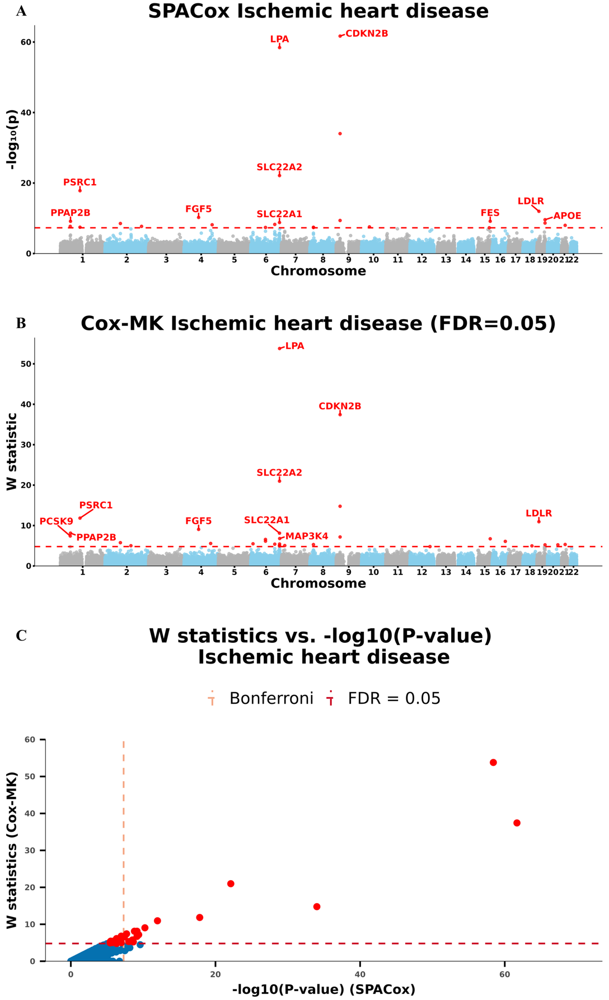 A
SPACox Ischemic heart disease
-log₁₀(p)
60
40
20
0
CDKN2B
LPA
SLC22A2
PSRC1
LDLR
FGF5
PPAP2B
SLC22A1
FES
APOE
1 2 3 4 5 6 7 8 9 10 11 12 13 14 15 16 17 18 19 20 21 22
Chromosome
B
Cox-MK Ischemic heart disease (FDR=0.05)
W statistic
50
40
30
20
10
0
LPA
CDKN2B
SLC22A2
PSRC1
LDLR
PCSK9
FGF5
SLC22A1
PPAP2B
MAP3K4
1 2 3 4 5 6 7 8 9 10 11 12 13 14 15 16 17 18 19 20 21 22
Chromosome
C
W statistics vs. -log10(P-value)
Ischemic heart disease
Bonferroni FDR = 0.05
W statistics (Cox-MK)
60
50
40
30
20
10
0
0 20 40 60
-log10(P-value) (SPACox)